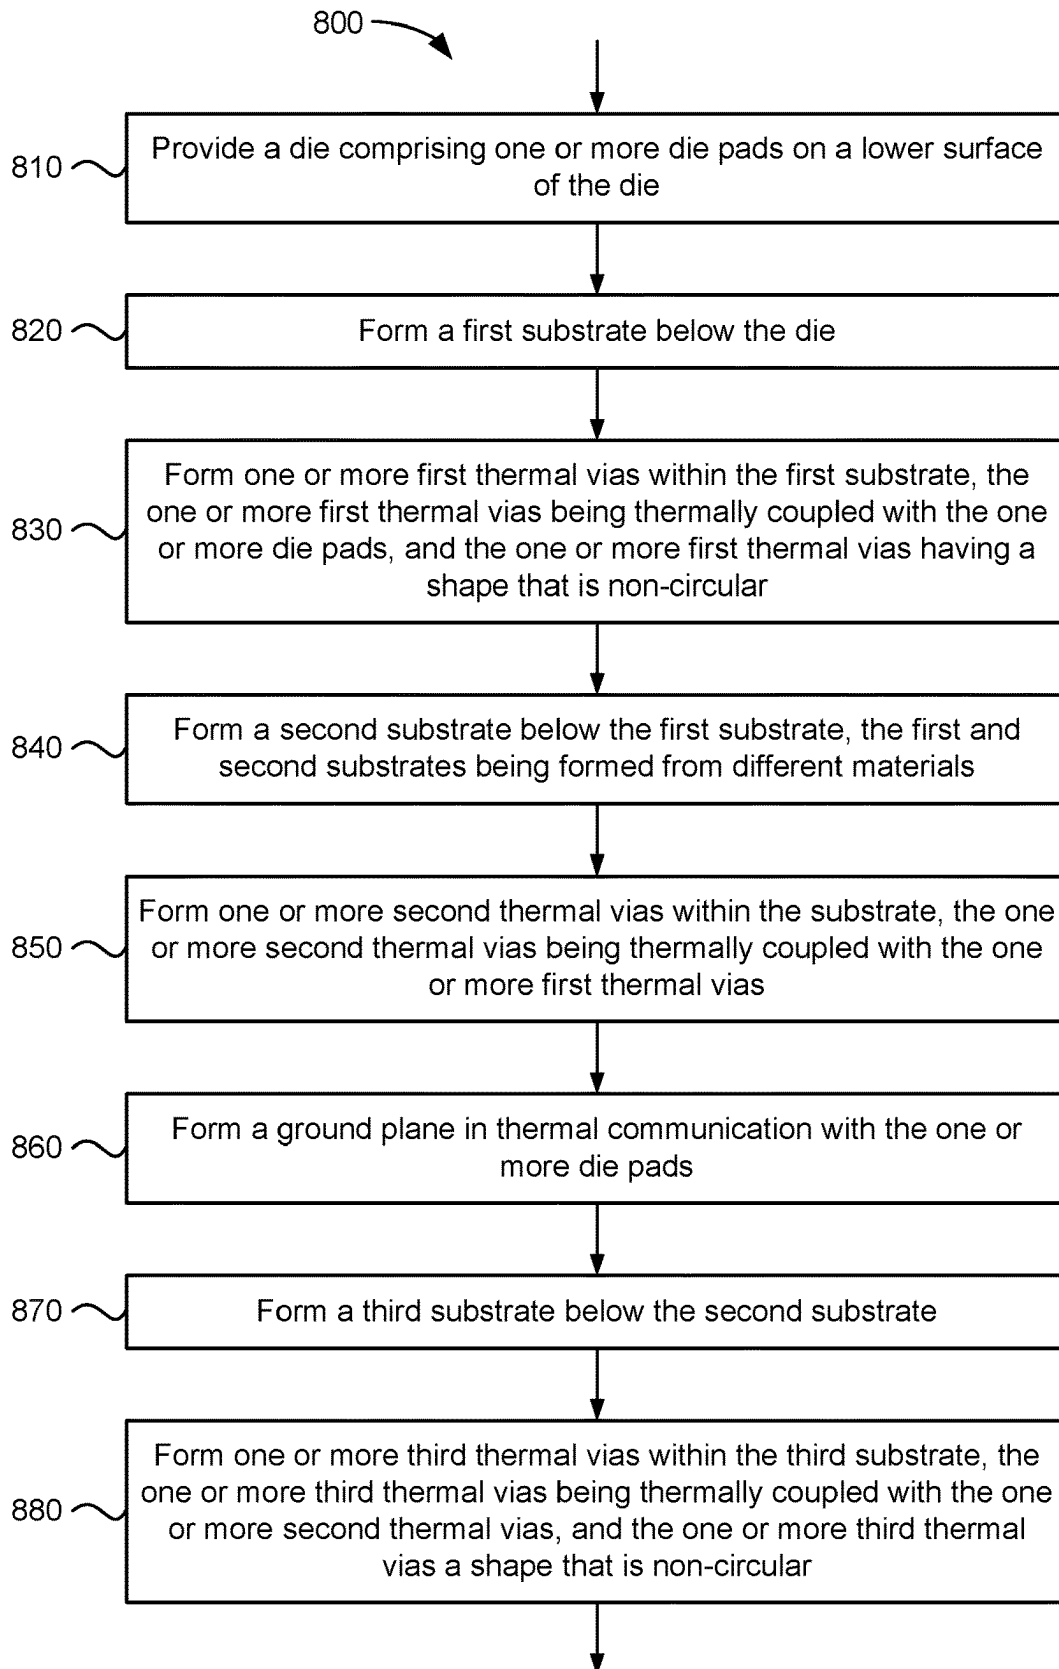 800
810
Provide a die comprising one or more die pads on a lower surface
of the die
820
Form a first substrate below the die
830
Form one or more first thermal vias within the first substrate, the
one or more first thermal vias being thermally coupled with the one
or more die pads, and the one or more first thermal vias having a
shape that is non-circular
840
Form a second substrate below the first substrate, the first and
second substrates being formed from different materials
850
Form one or more second thermal vias within the substrate, the one
or more second thermal vias being thermally coupled with the one
or more first thermal vias
860
Form a ground plane in thermal communication with the one or
more die pads
870
Form a third substrate below the second substrate
880
Form one or more third thermal vias within the third substrate, the
one or more third thermal vias being thermally coupled with the one
or more second thermal vias, and the one or more third thermal
vias a shape that is non-circular